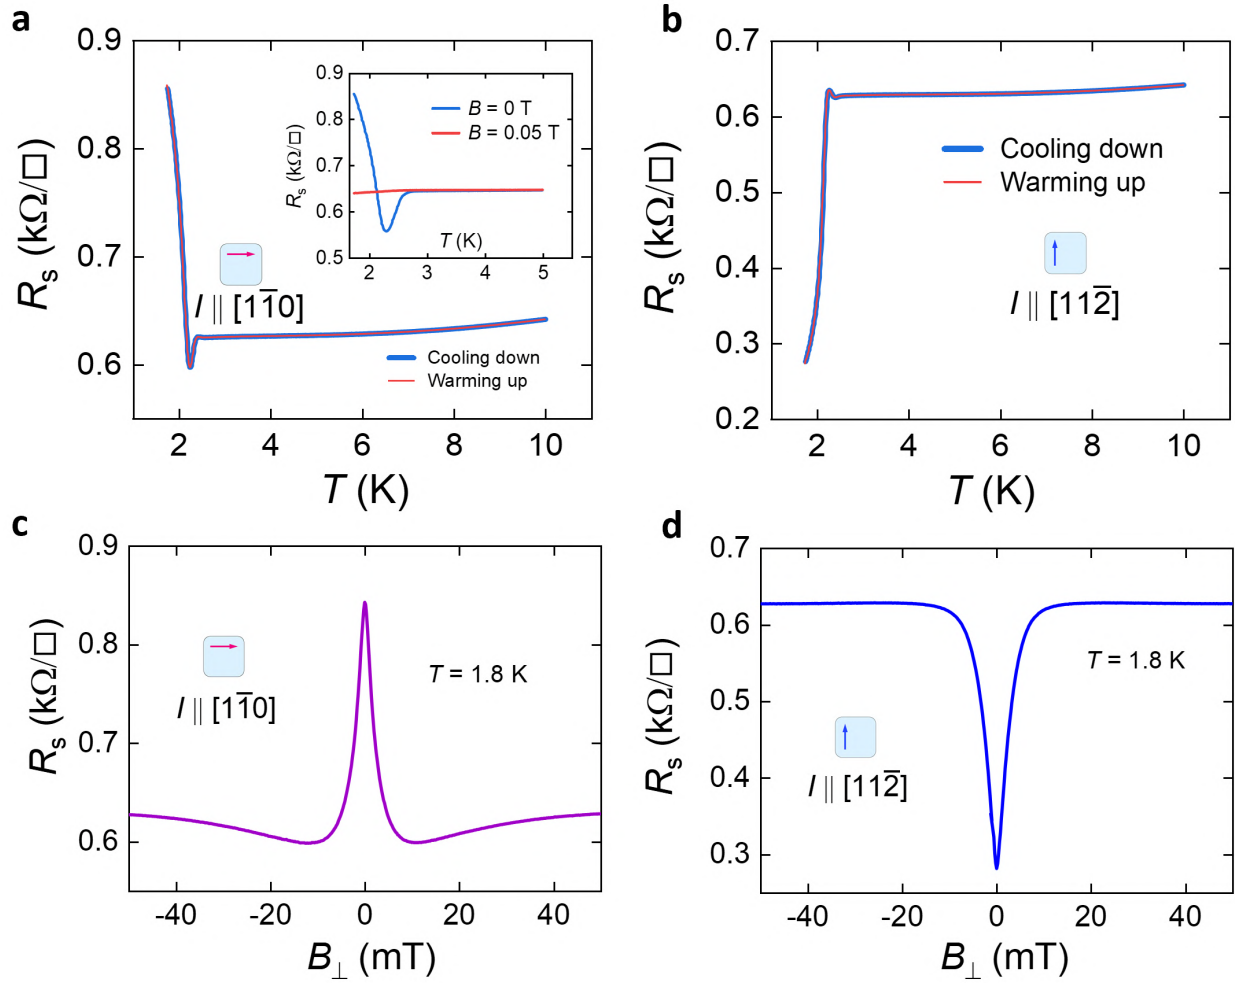 a
0.9
0.8
0.7
0.6
R_s (kΩ/□)
2 4 6 8 10
T (K)
I || [11̅0]
Cooling down
Warming up
0.9
0.8
0.7
0.6
0.5
R_s (kΩ/□)
B = 0 T
B = 0.05 T
T (K)
2 3 4 5
b
0.7
0.6
0.5
0.4
0.3
0.2
R_s (kΩ/□)
Cooling down
Warming up
I || [112̅]
2 4 6 8 10
T (K)
c
0.9
0.8
0.7
0.6
R_s (kΩ/□)
I || [11̅0]
T = 1.8 K
-40 -20 0 20 40
B⊥ (mT)
d
0.7
0.6
0.5
0.4
0.3
R_s (kΩ/□)
T = 1.8 K
I || [112̅]
-40 -20 0 20 40
B⊥ (mT)